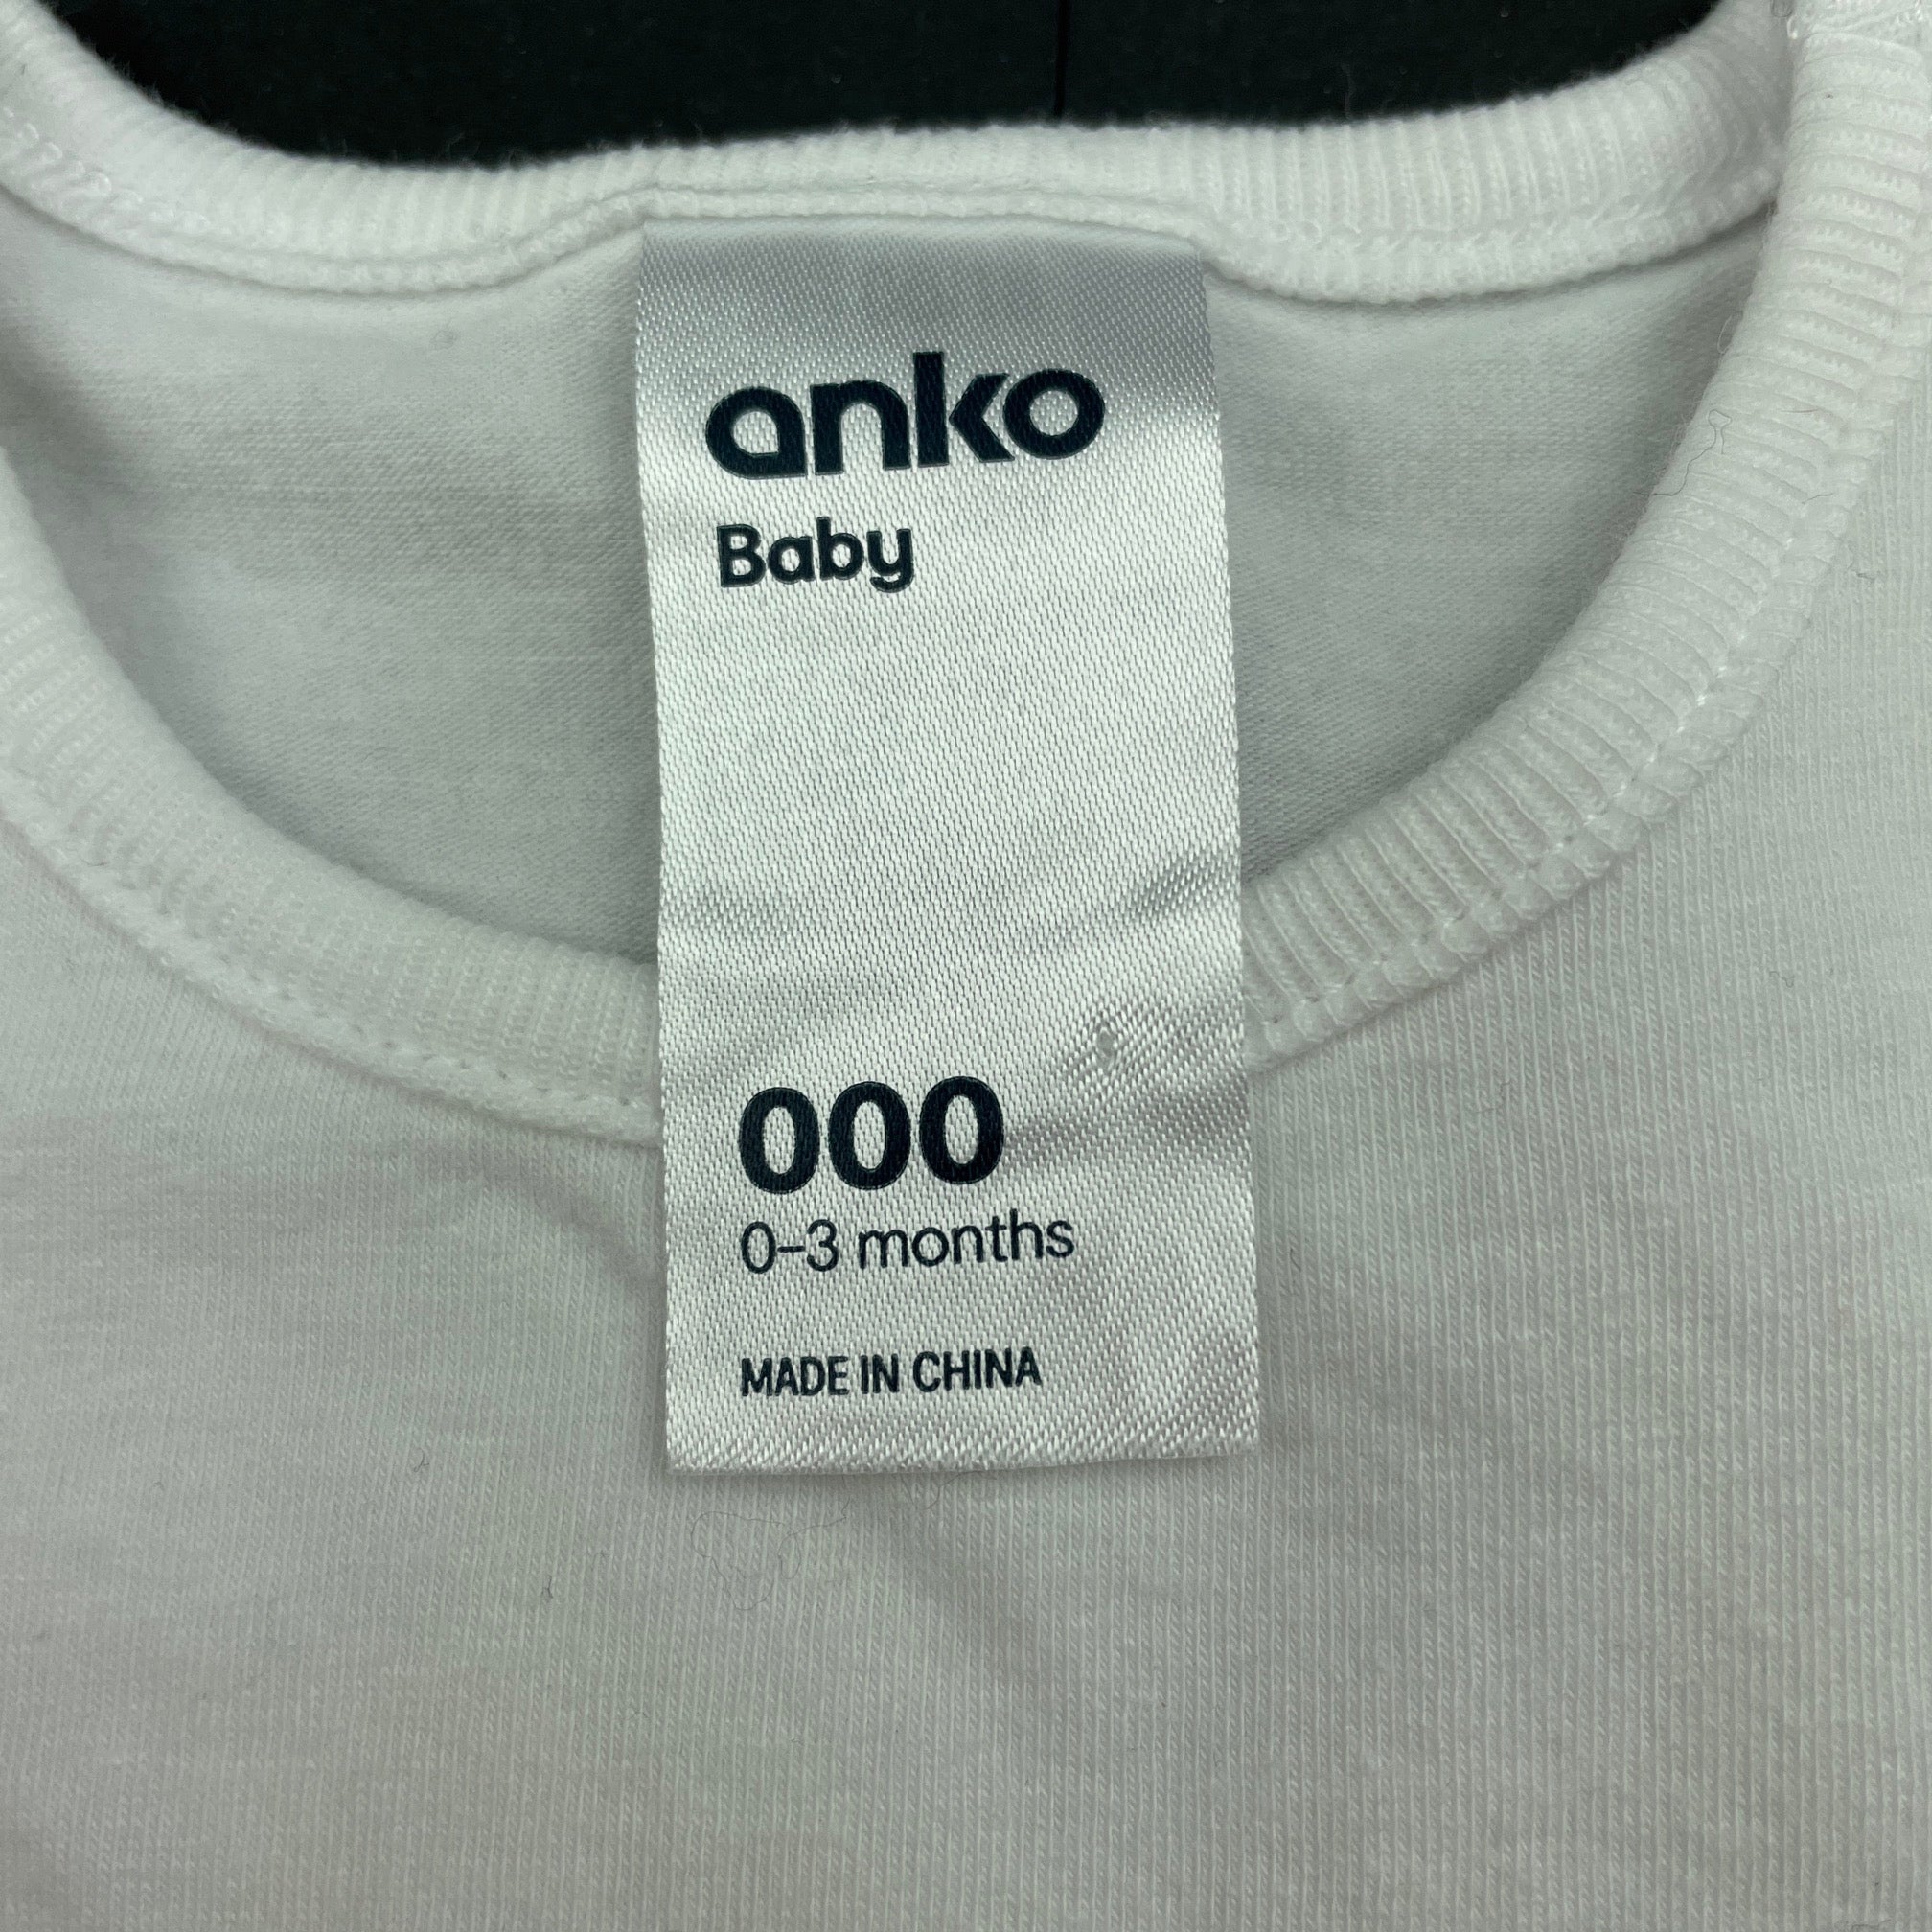 anko
Baby
000
0-3 months
MADE IN CHINA